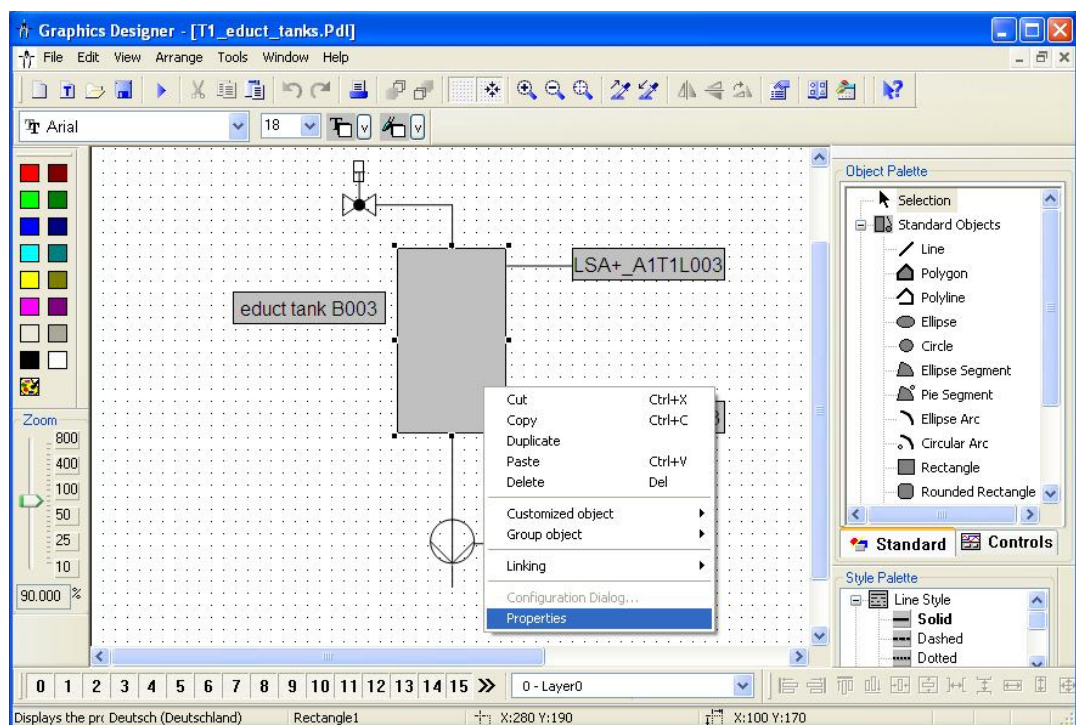 Graphics Designer - [T1_educt_tanks.Pdl]
File Edit View Arrange Tools Window Help
Arial 18
Object Palette
Selection
Standard Objects
Line
Polygon
Polyline
Ellipse
Circle
Ellipse Segment
Pie Segment
Ellipse Arc
Circular Arc
Rectangle
Rounded Rectangle
Standard Controls
Style Palette
Line Style
Solid
Dashed
Dotted
LSA+_A1T1L003
educt tank B003
Cut Ctrl+X
Copy Ctrl+C
Duplicate
Paste Ctrl+V
Delete Del
Customized object
Group object
Linking
Configuration Dialog...
Properties
Zoom
800
400
100
50
25
10
90.000 %
0 1 2 3 4 5 6 7 8 9 10 11 12 13 14 15 0 - Layer0
Displays the pro Deutsch (Deutschland) Rectangle1 X:280 Y:190 X:100 Y:170